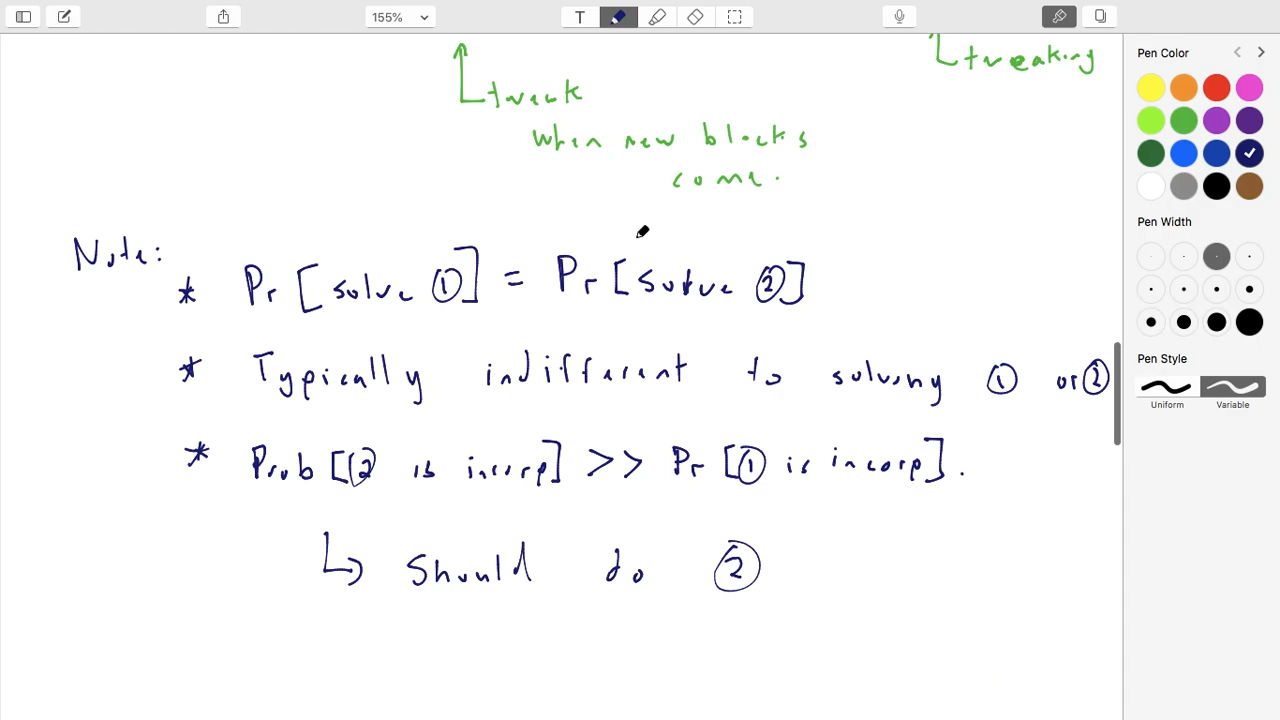 155%
T
Pen Color
tweaking
tweak
when new blocks
come.
Note:
* Pr [solve ①] = Pr [solve ②]
* Typically indifferent to solving ① or ②
* Prob [② is incorp] >> Pr [① is incorp].
↳ Should do ②
Pen Width
Pen Style
Uniform
Variable